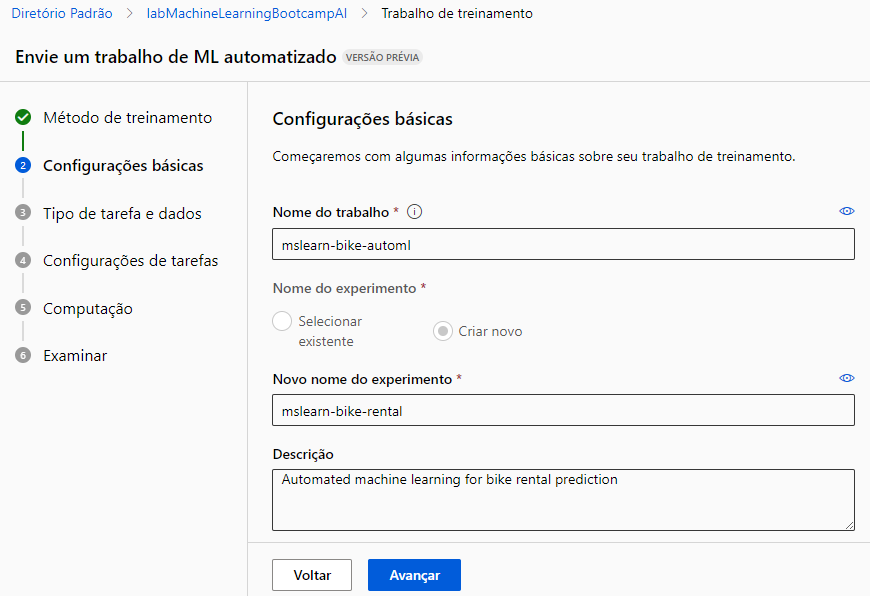 Diretório Padrão > labMachineLearningBootcampAI > Trabalho de treinamento
Envie um trabalho de ML automatizado VERSÃO PRÉVIA
Método de treinamento
2 Configurações básicas
3 Tipo de tarefa e dados
4 Configurações de tarefas
5 Computação
6 Examinar
Configurações básicas
Começaremos com algumas informações básicas sobre seu trabalho de treinamento.
Nome do trabalho * i
mslearn-bike-automl
Nome do experimento *
Selecionar
existente
Criar novo
Novo nome do experimento *
mslearn-bike-rental
Descrição
Automated machine learning for bike rental prediction
Voltar Avançar